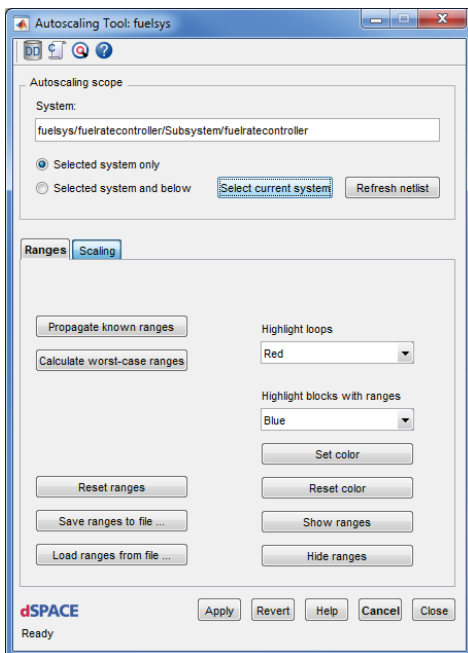 Autoscaling Tool: fuelsys
DD
Autoscaling scope
System:
fuelsys/fuelratecontroller/Subsystem/fuelratecontroller
Selected system only
Selected system and below Select current system Refresh netlist
Ranges Scaling
Propagate known ranges
Highlight loops
Calculate worst-case ranges
Red
Highlight blocks with ranges
Blue
Set color
Reset ranges Reset color
Save ranges to file ... Show ranges
Load ranges from file ... Hide ranges
dSPACE Apply Revert Help Cancel Close
Ready